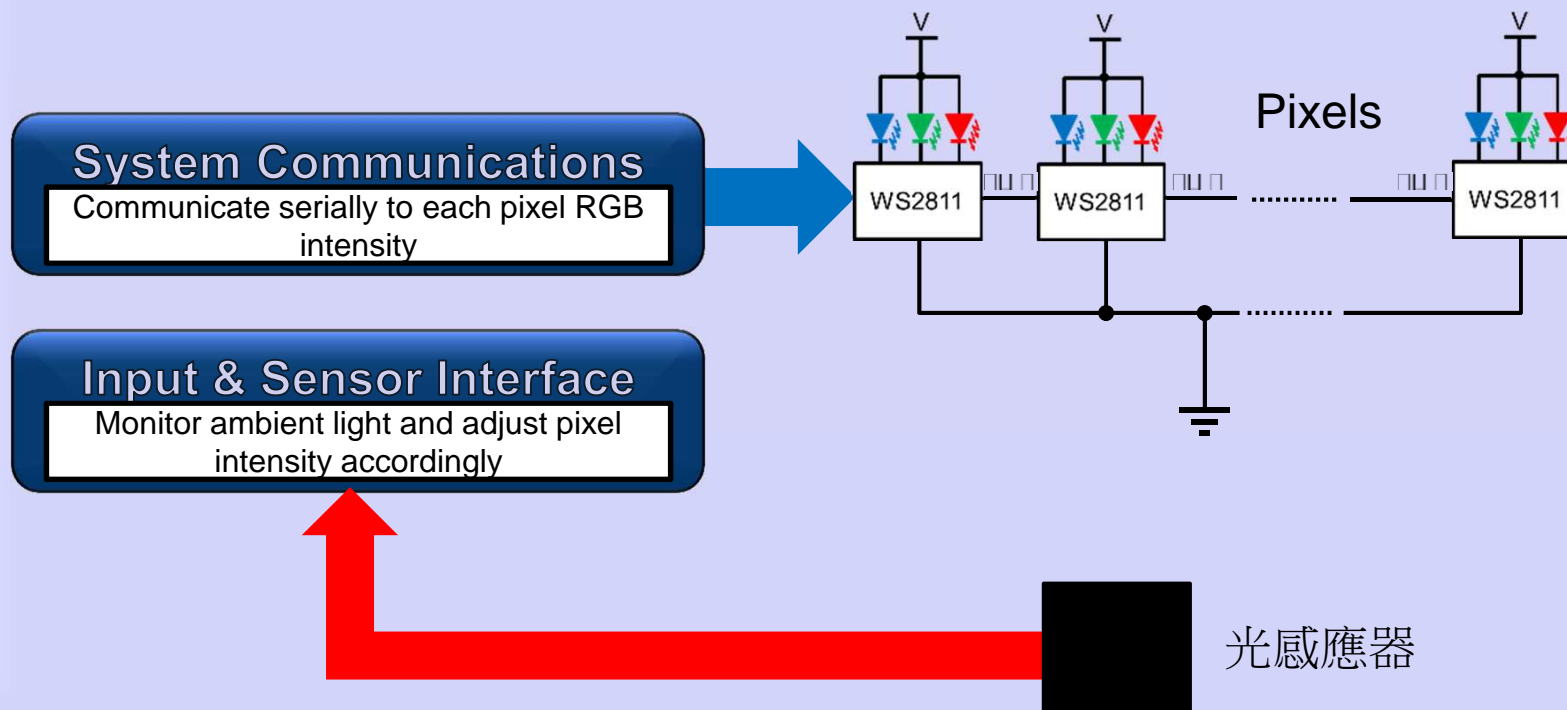 V
V
V
Pixels
System Communications
Communicate serially to each pixel RGB
intensity
WS2811
WS2811
WS2811
Input & Sensor Interface
Monitor ambient light and adjust pixel
intensity accordingly
光感應器